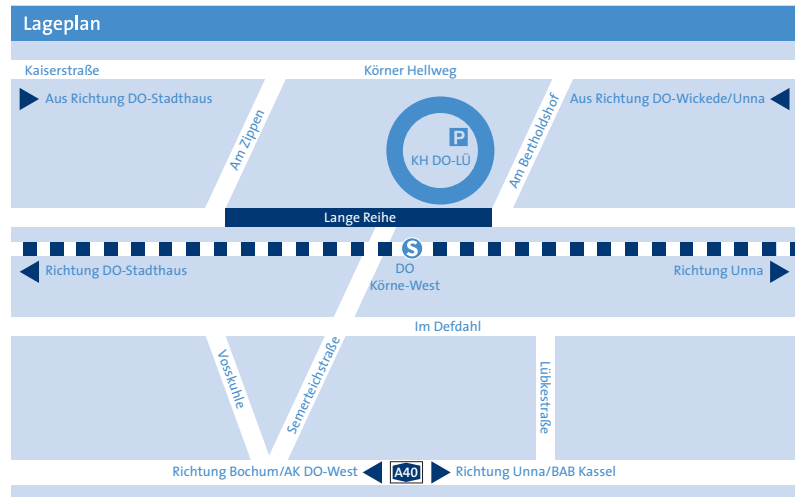 Lageplan
Kaiserstraße
Körner Hellweg
Aus Richtung DO-Stadthaus
Aus Richtung DO-Wickede/Unna
Am Zippen
P
KH DO-LÜ
Am Bertholdshof
Lange Reihe
S
Richtung DO-Stadthaus
DO
Körne-West
Richtung Unna
Im Defdahl
Vosskuhle
Semerteichstraße
Lübkestraße
Richtung Bochum/AK DO-West
A40
Richtung Unna/BAB Kassel